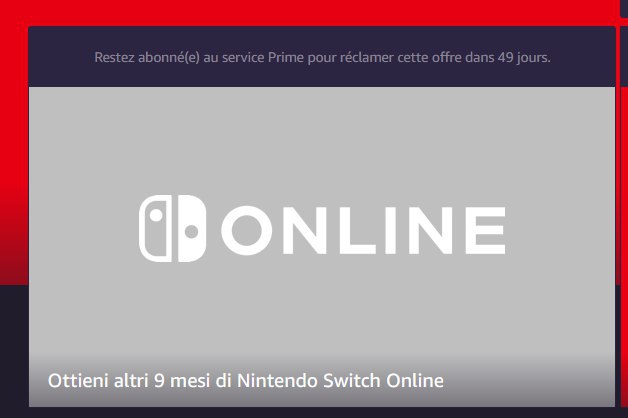 Restez abonné(e) au service Prime pour réclamer cette offre dans 49 jours.
ONLINE
Ottieni altri 9 mesi di Nintendo Switch Online